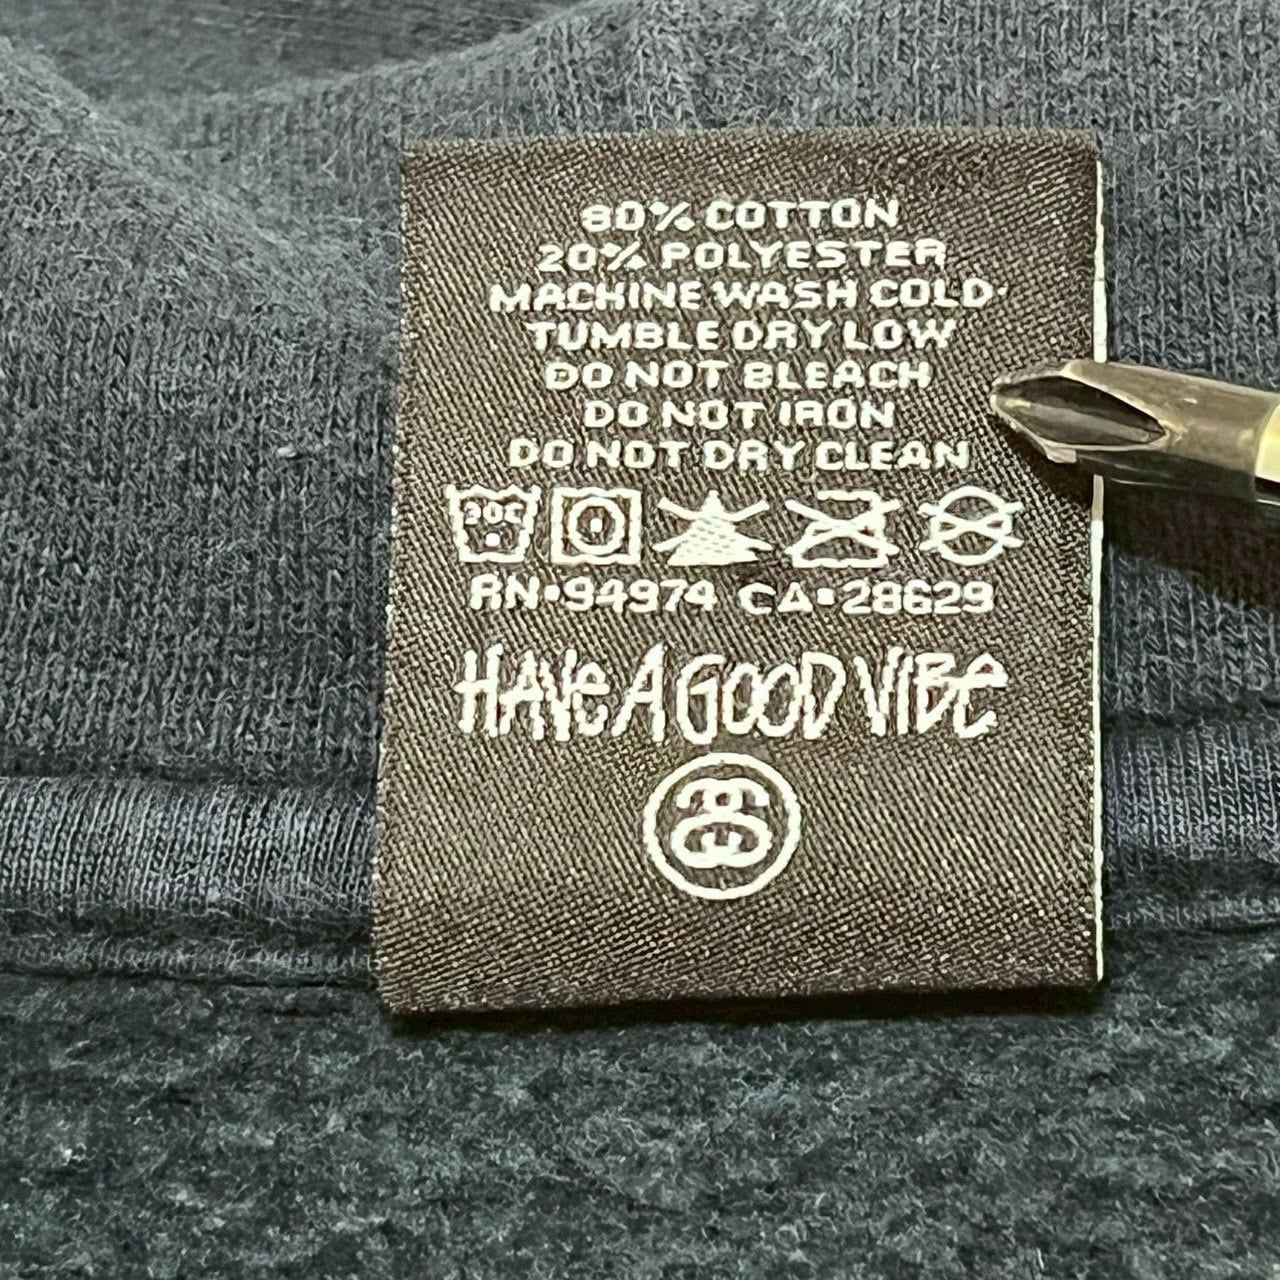 80% COTTON
20% POLYESTER
MACHINE WASH COLD
TUMBLE DRY LOW
DO NOT BLEACH
DO NOT IRON
DO NOT DRY CLEAN
30C
RN·94974 CA·28629
HAVE A GOOD VIBE